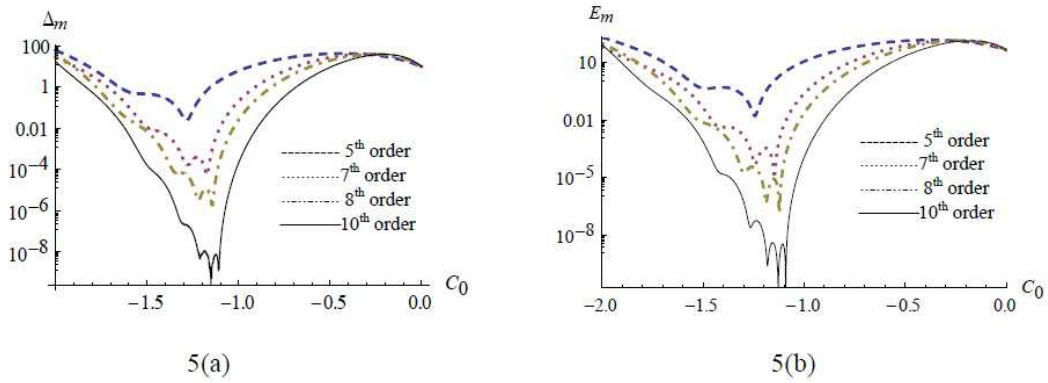 Δm
100
1
0.01
10⁻⁴
10⁻⁶
10⁻⁸
5th order
7th order
8th order
10th order
−1.5
−1.0
−0.5
0.0
C0
5(a)
Em
10
0.01
10⁻⁵
10⁻⁸
5th order
7th order
8th order
10th order
−2.0
−1.5
−1.0
−0.5
0.0
C0
5(b)